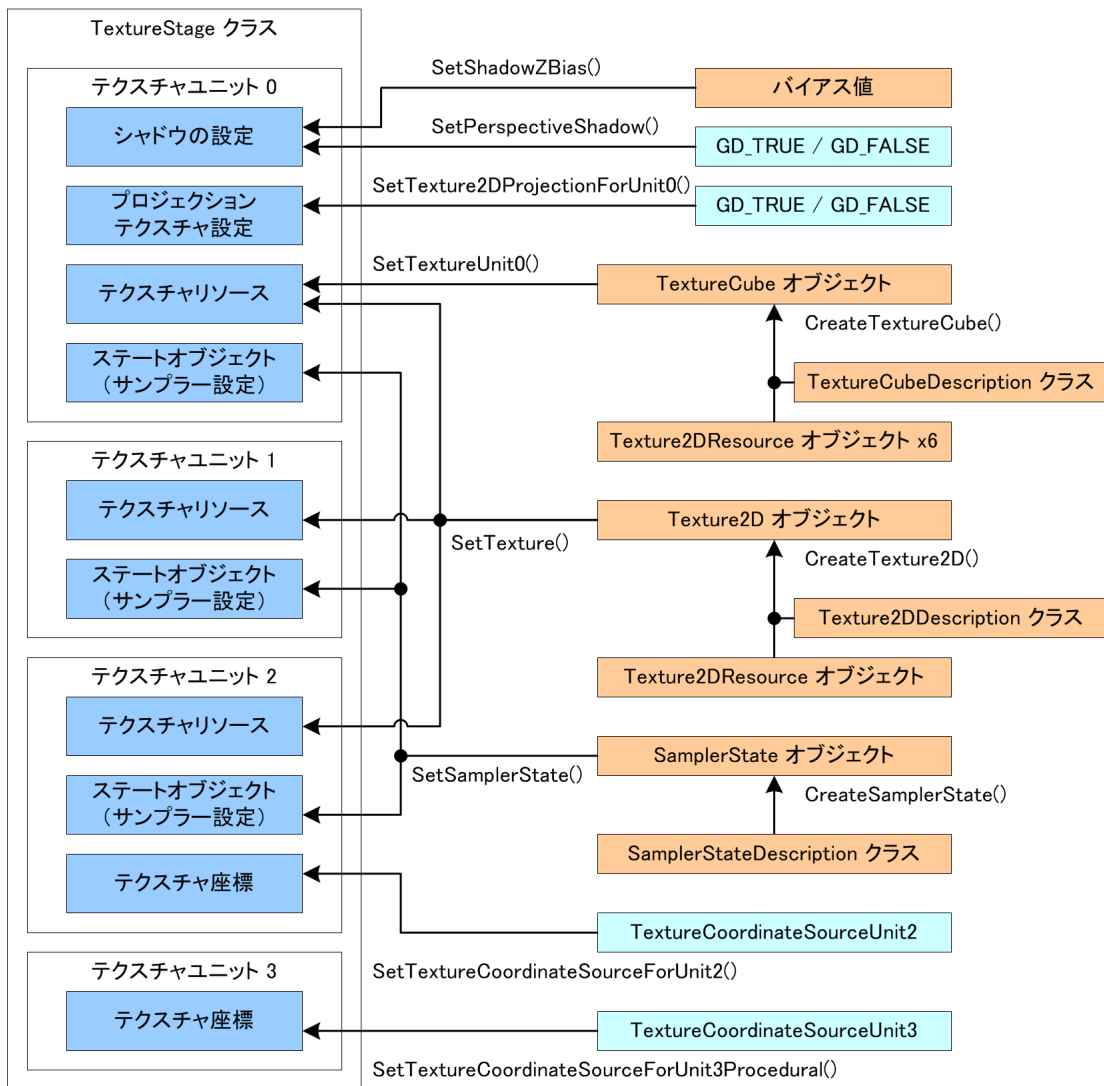 TextureStage クラス
テクスチャユニット 0
シャドウの設定
プロジェクション
テクスチャ設定
テクスチャリソース
ステートオブジェクト
（サンプラー設定）
テクスチャユニット 1
テクスチャリソース
ステートオブジェクト
（サンプラー設定）
テクスチャユニット 2
テクスチャリソース
ステートオブジェクト
（サンプラー設定）
テクスチャ座標
テクスチャユニット 3
テクスチャ座標
SetShadowZBias()
バイアス値
SetPerspectiveShadow()
GD_TRUE / GD_FALSE
SetTexture2DProjectionForUnit0()
GD_TRUE / GD_FALSE
SetTextureUnit0()
TextureCube オブジェクト
CreateTextureCube()
TextureCubeDescription クラス
Texture2DResource オブジェクト x6
SetTexture()
Texture2D オブジェクト
CreateTexture2D()
Texture2DDescription クラス
Texture2DResource オブジェクト
SetSamplerState()
SamplerState オブジェクト
CreateSamplerState()
SamplerStateDescription クラス
TextureCoordinateSourceUnit2
SetTextureCoordinateSourceForUnit2()
TextureCoordinateSourceUnit3
SetTextureCoordinateSourceForUnit3Procedural()